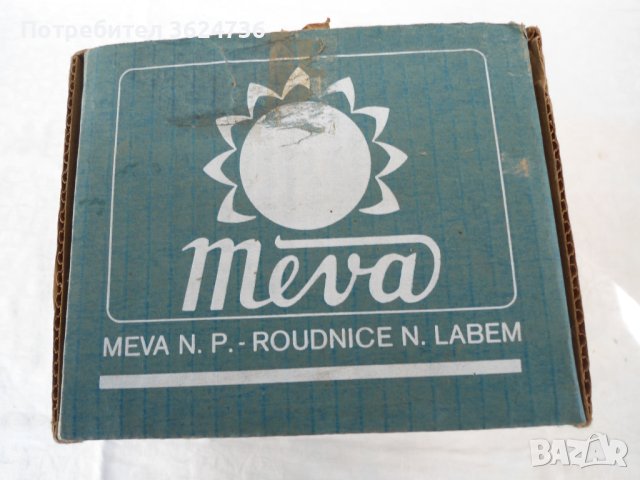 Потребител 3624736
meva
MEVA N. P. - ROUDNICE N. LABEM
BAZAR